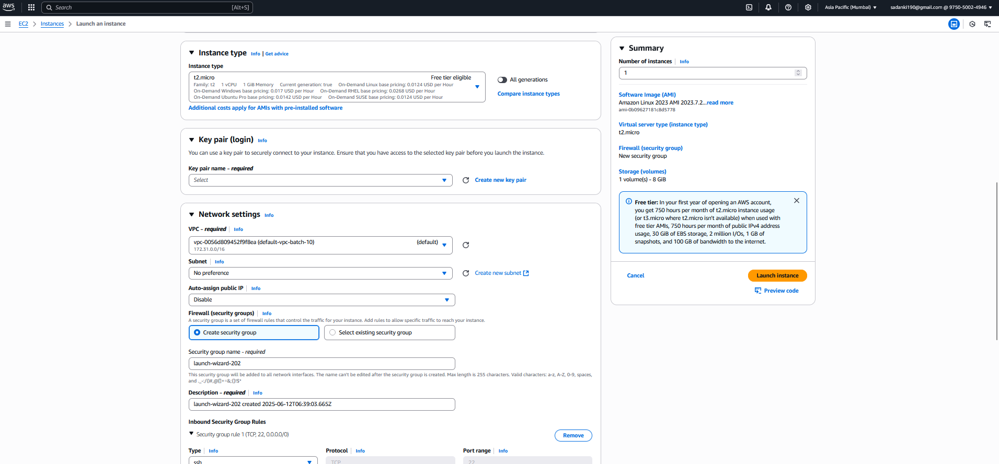 aws
Search [Alt+S]
Asia Pacific (Mumbai)
sadanki190@gmail.com @ 9750-5002-4946
EC2 > Instances > Launch an instance
Instance type Info | Get advice
Instance type
t2.micro Free tier eligible
Family: t2 1 vCPU 1 GiB Memory Current generation: true On-Demand Linux base pricing: 0.0124 USD per Hour
On-Demand Windows base pricing: 0.017 USD per Hour On-Demand RHEL base pricing: 0.0268 USD per Hour
On-Demand Ubuntu Pro base pricing: 0.0142 USD per Hour On-Demand SUSE base pricing: 0.0124 USD per Hour
All generations
Compare instance types
Additional costs apply for AMIs with pre-installed software
Key pair (login) Info
You can use a key pair to securely connect to your instance. Ensure that you have access to the selected key pair before you launch the instance.
Key pair name - required
Select
Create new key pair
Network settings Info
VPC - required Info
vpc-0056d809452f9f8ea (default-vpc-batch-10) (default)
172.31.0.0/16
Subnet Info
No preference
Create new subnet
Auto-assign public IP Info
Disable
Firewall (security groups) Info
A security group is a set of firewall rules that control the traffic for your instance. Add rules to allow specific traffic to reach your instance.
Create security group
Select existing security group
Security group name - required
launch-wizard-202
This security group will be added to all network interfaces. The name can't be edited after the security group is created. Max length is 255 characters. Valid characters: a-z, A-Z, 0-9, spaces,
and ._-:/()#,@[]+=&;{}!$*
Description - required Info
launch-wizard-202 created 2025-06-12T06:39:03.665Z
Inbound Security Group Rules
Security group rule 1 (TCP, 22, 0.0.0.0/0)
Remove
Type Info
Protocol Info
Port range Info
ssh
TCP
22
Summary
Number of instances Info
1
Software Image (AMI)
Amazon Linux 2023 AMI 2023.7.2...read more
ami-0b09627181c8d5778
Virtual server type (instance type)
t2.micro
Firewall (security group)
New security group
Storage (volumes)
1 volume(s) - 8 GiB
Free tier: In your first year of opening an AWS account,
you get 750 hours per month of t2.micro instance usage
(or t3.micro where t2.micro isn't available) when used with
free tier AMIs, 750 hours per month of public IPv4 address
usage, 30 GiB of EBS storage, 2 million I/Os, 1 GB of
snapshots, and 100 GB of bandwidth to the internet.
Cancel
Launch instance
Preview code